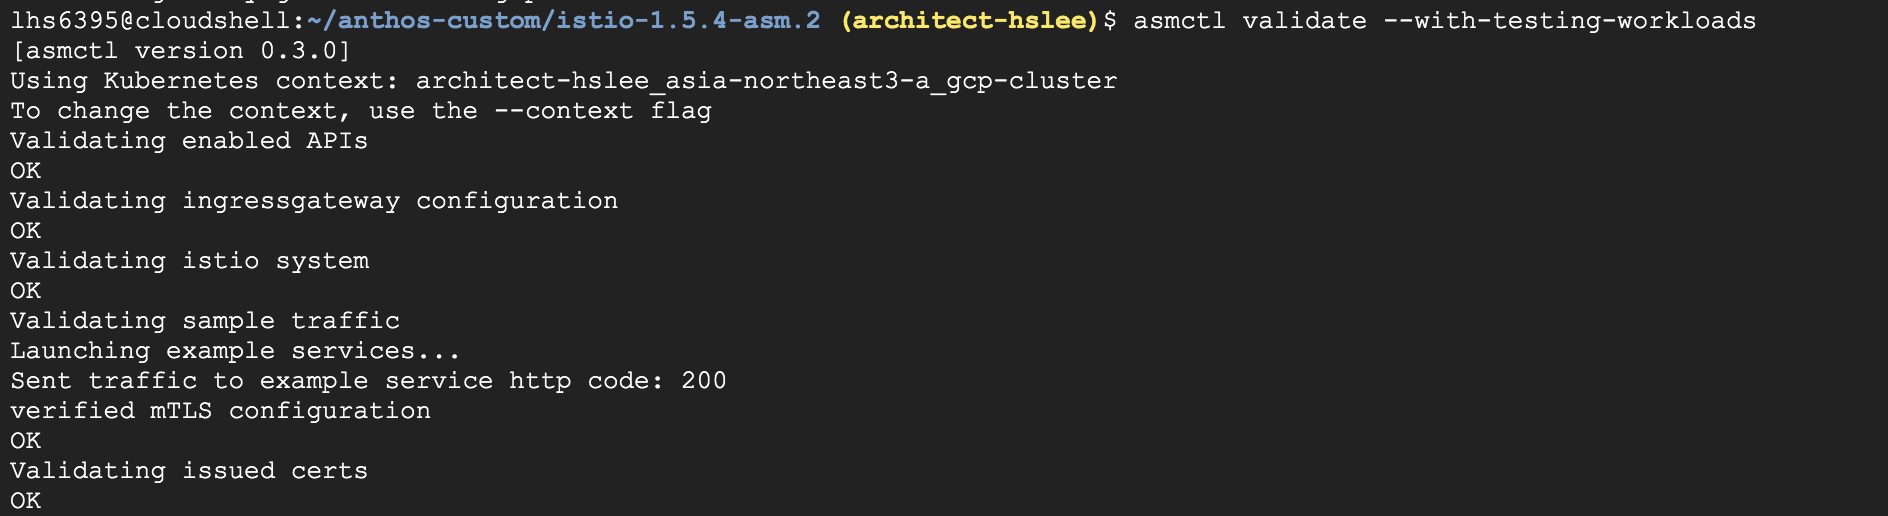 lhs6395@cloudshell:~/anthos-custom/istio-1.5.4-asm.2 (architect-hslee)$ asmctl validate --with-testing-workloads
[asmctl version 0.3.0]
Using Kubernetes context: architect-hslee_asia-northeast3-a_gcp-cluster
To change the context, use the --context flag
Validating enabled APIs
OK
Validating ingressgateway configuration
OK
Validating istio system
OK
Validating sample traffic
Launching example services...
Sent traffic to example service http code: 200
verified mTLS configuration
OK
Validating issued certs
OK